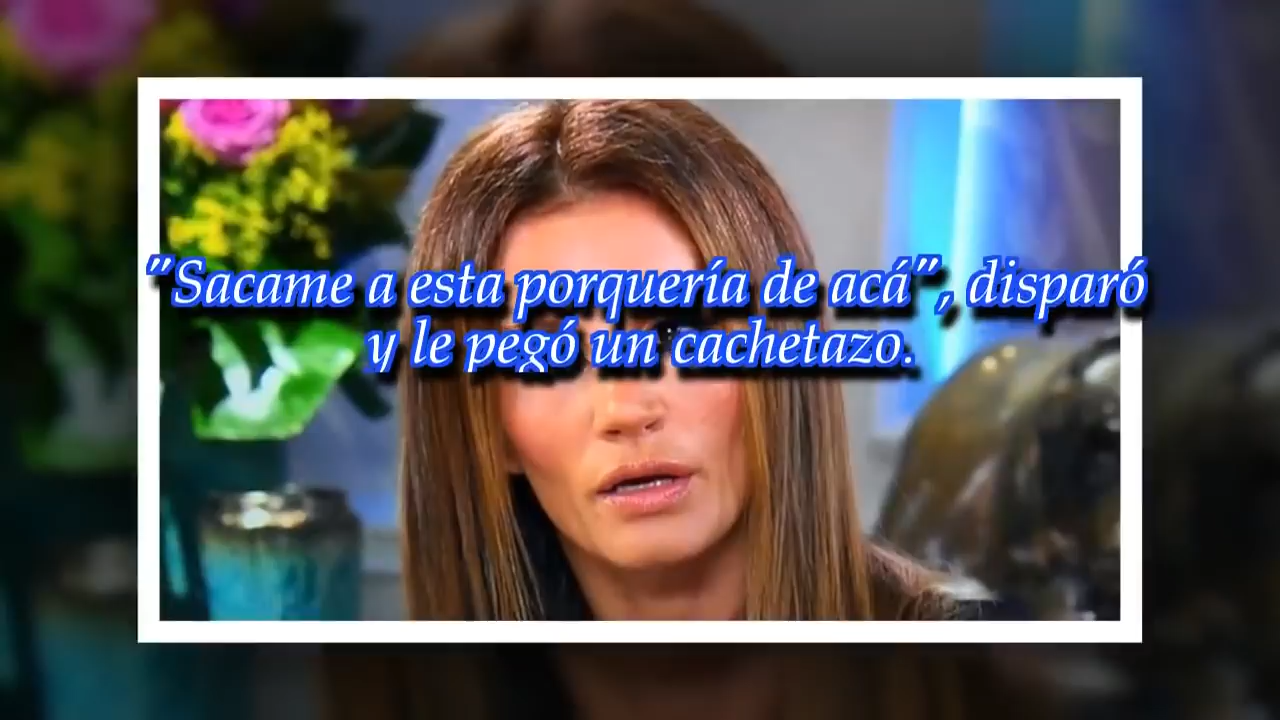 "Sacame a esta porquería de acá", disparó
y le pegó un cachetazo.